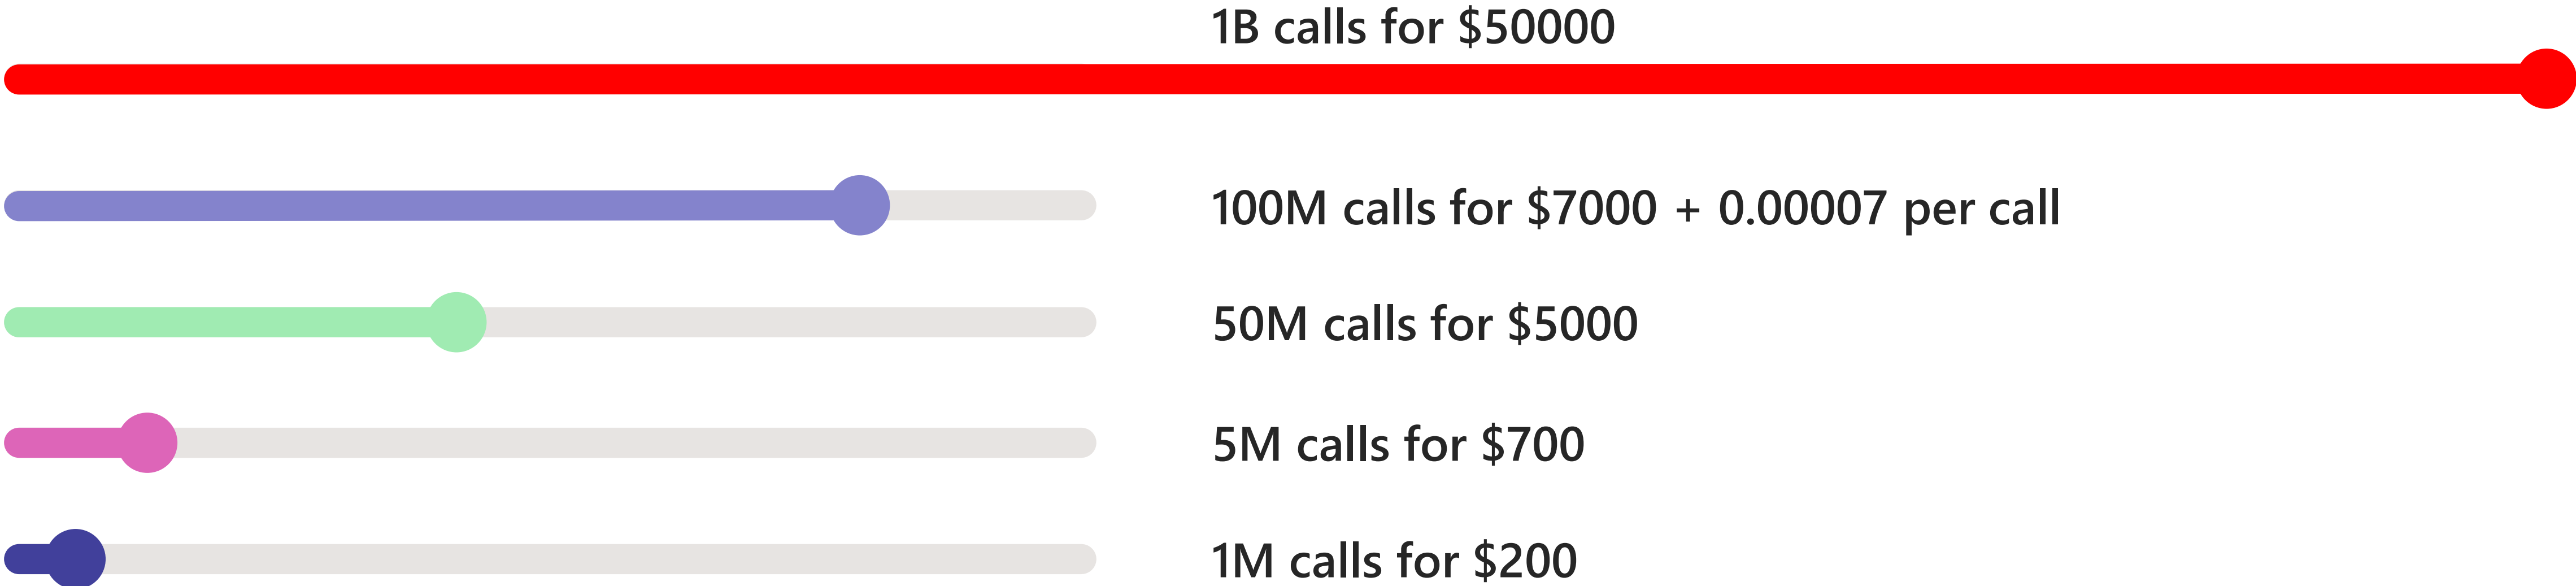 1B calls for $50000
100M calls for $7000 + 0.00007 per call
50M calls for $5000
5M calls for $700
1M calls for $200